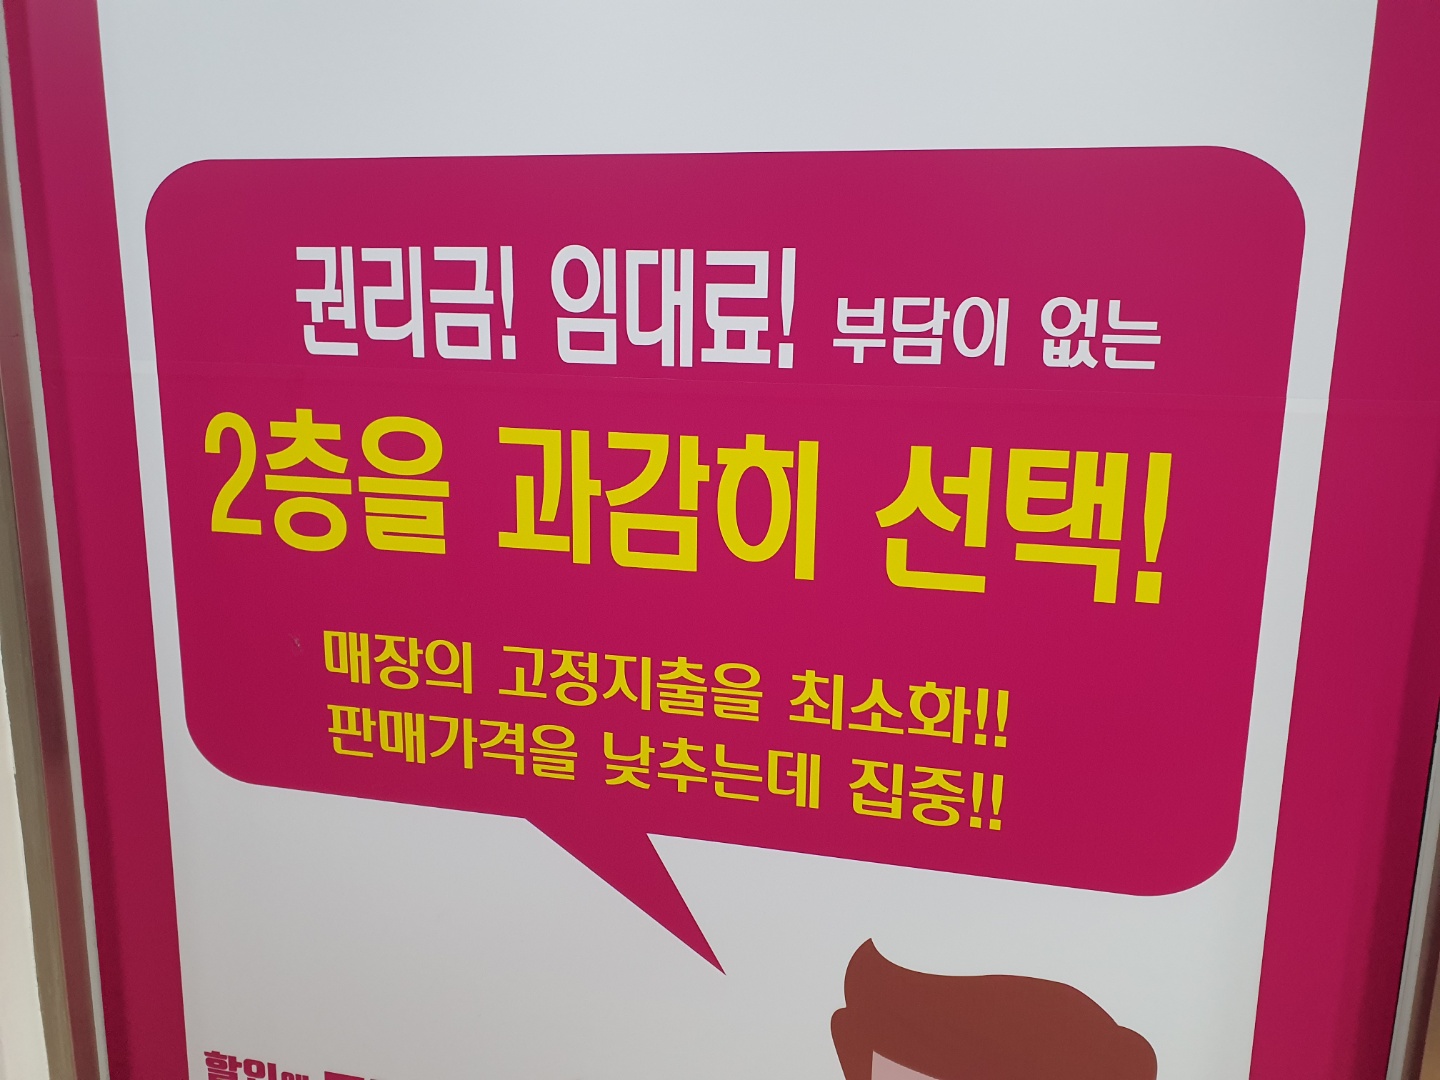 권리금! 임대료! 부담이 없는
2층을 과감히 선택!
매장의 고정지출을 최소화!!
판매가격을 낮추는데 집중!!